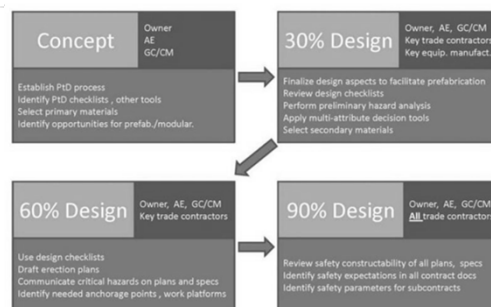 Concept
Owner
AE
GC/CM
Establish PtD process
Identify PtD checklists , other tools
Select primary materials
Identify opportunities for prefab./modular.
30% Design
Owner, AE, GC/CM
Key trade contractors
Key equip. manufact.
Finalize design aspects to facilitate prefabrication
Review design checklists
Perform preliminary hazard analysis
Apply multi-attribute decision tools
Select secondary materials
60% Design
Owner, AE, GC/CM
Key trade contractors
Use design checklists
Draft erection plans
Communicate critical hazards on plans and specs
Identify needed anchorage points , work platforms
90% Design
Owner, AE, GC/CM
All trade contractors
Review safety constructability of all plans, specs
Identify safety expectations in all contract docs
Identify safety parameters for subcontracts